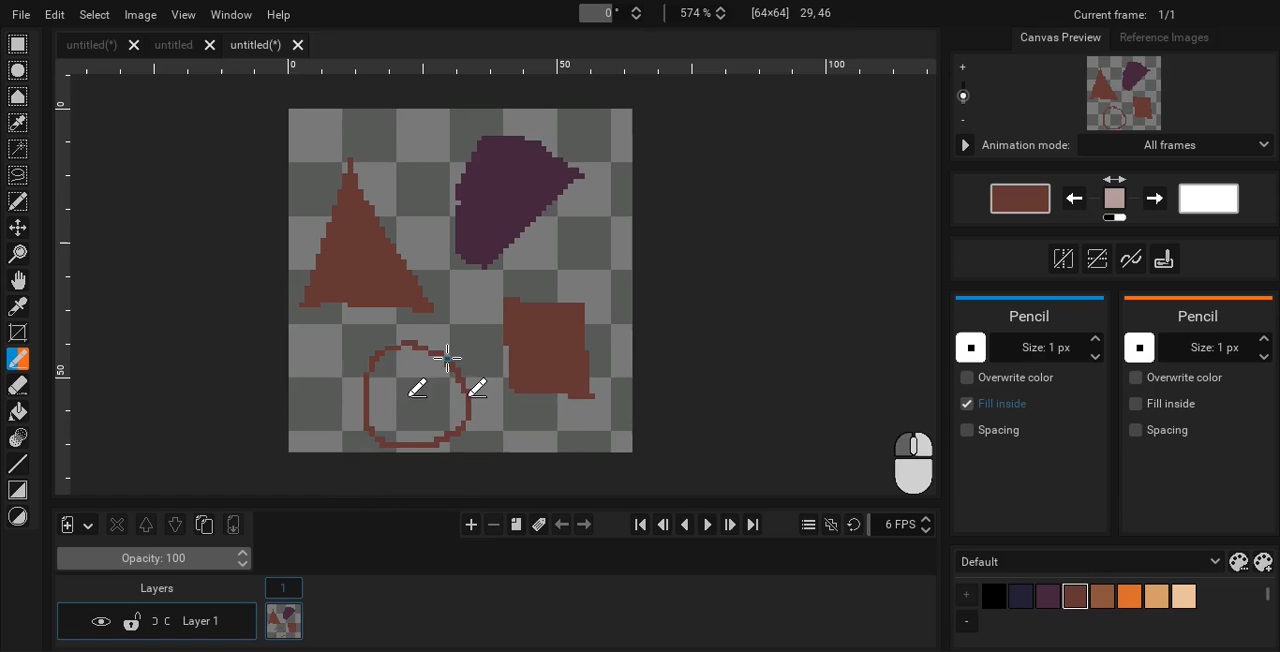 File Edit Select Image View Window Help
0 °
574 %
[64×64] 29, 46
Current frame: 1/1
untitled(*)
untitled
untitled(*)
Canvas Preview
Reference Images
0 50 100
0
50
+
-
Animation mode:
All frames
Pencil
Size: 1 px
Overwrite color
Fill inside
Spacing
Pencil
Size: 1 px
Overwrite color
Fill inside
Spacing
6 FPS
Opacity: 100
Layers
1
Layer 1
Default
+
-